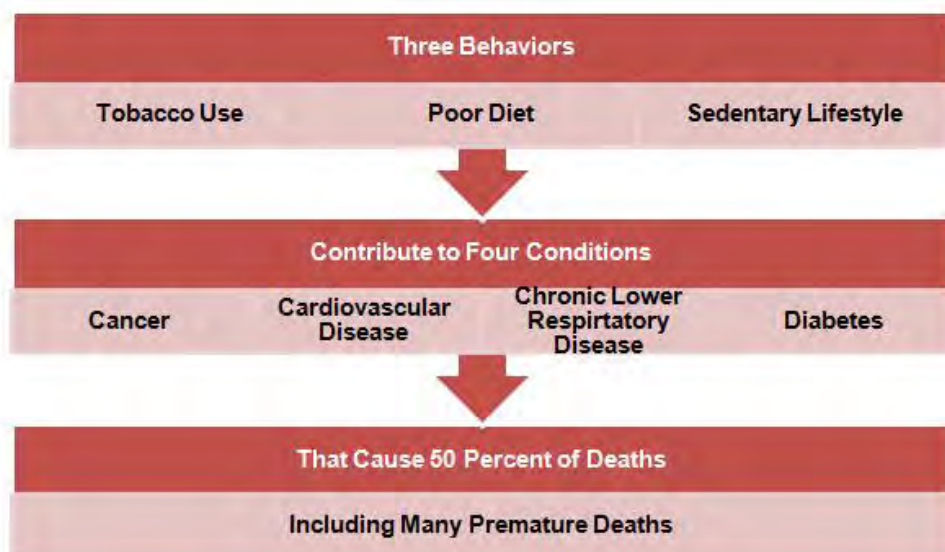 Three Behaviors
Tobacco Use
Poor Diet
Sedentary Lifestyle
Contribute to Four Conditions
Cancer
Cardiovascular
Disease
Chronic Lower
Respirtatory
Disease
Diabetes
That Cause 50 Percent of Deaths
Including Many Premature Deaths